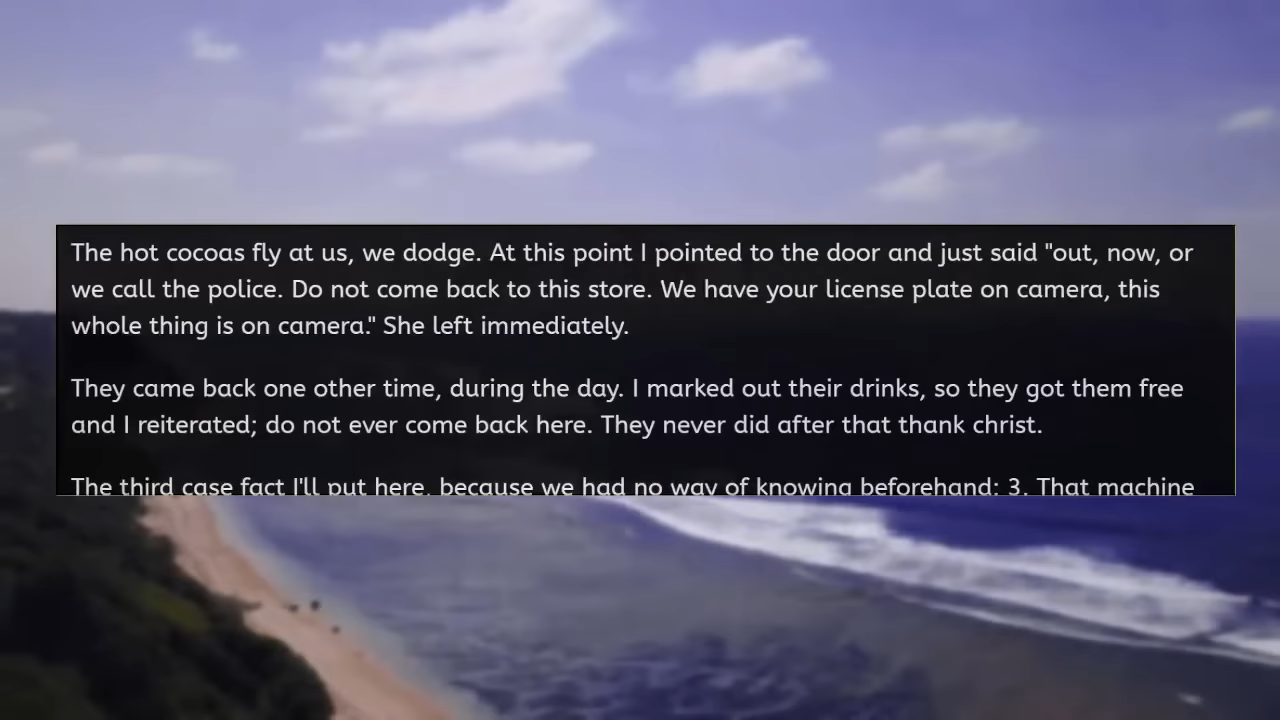 The hot cocoas fly at us, we dodge. At this point I pointed to the door and just said "out, now, or
we call the police. Do not come back to this store. We have your license plate on camera, this
whole thing is on camera." She left immediately.
They came back one other time, during the day. I marked out their drinks, so they got them free
and I reiterated; do not ever come back here. They never did after that thank christ.
The third case fact I'll put here, because we had no way of knowing beforehand: 3. That machine